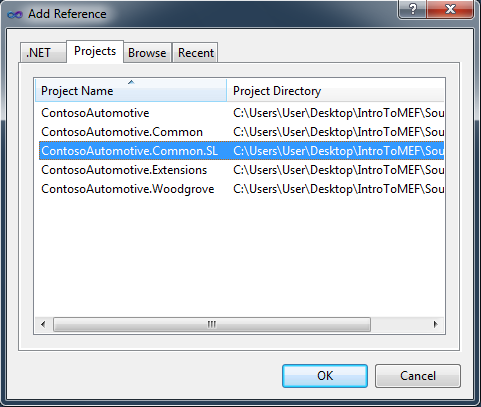 Add Reference
.NET Projects Browse Recent
Project Name Project Directory
ContosoAutomotive C:\Users\User\Desktop\IntroToMEF\Sou
ContosoAutomotive.Common C:\Users\User\Desktop\IntroToMEF\Sou
ContosoAutomotive.Common.SL C:\Users\User\Desktop\IntroToMEF\Sou
ContosoAutomotive.Extensions C:\Users\User\Desktop\IntroToMEF\Sou
ContosoAutomotive.Woodgrove C:\Users\User\Desktop\IntroToMEF\Sou
OK Cancel